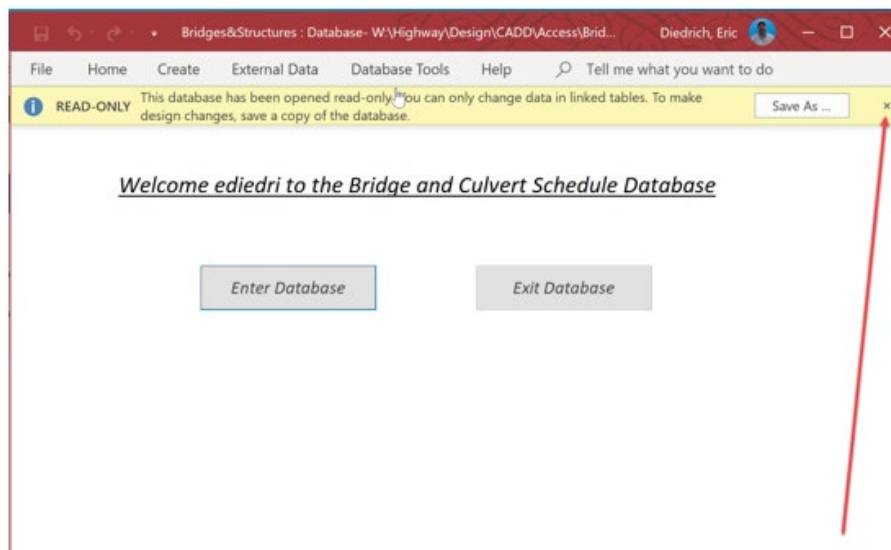 Bridges&Structures : Database- W:\Highway\Design\CADD\Access\Brid... Diedrich, Eric
File Home Create External Data Database Tools Help Tell me what you want to do
READ-ONLY This database has been opened read-only. You can only change data in linked tables. To make
design changes, save a copy of the database.
Save As ...
Welcome ediedri to the Bridge and Culvert Schedule Database
Enter Database Exit Database